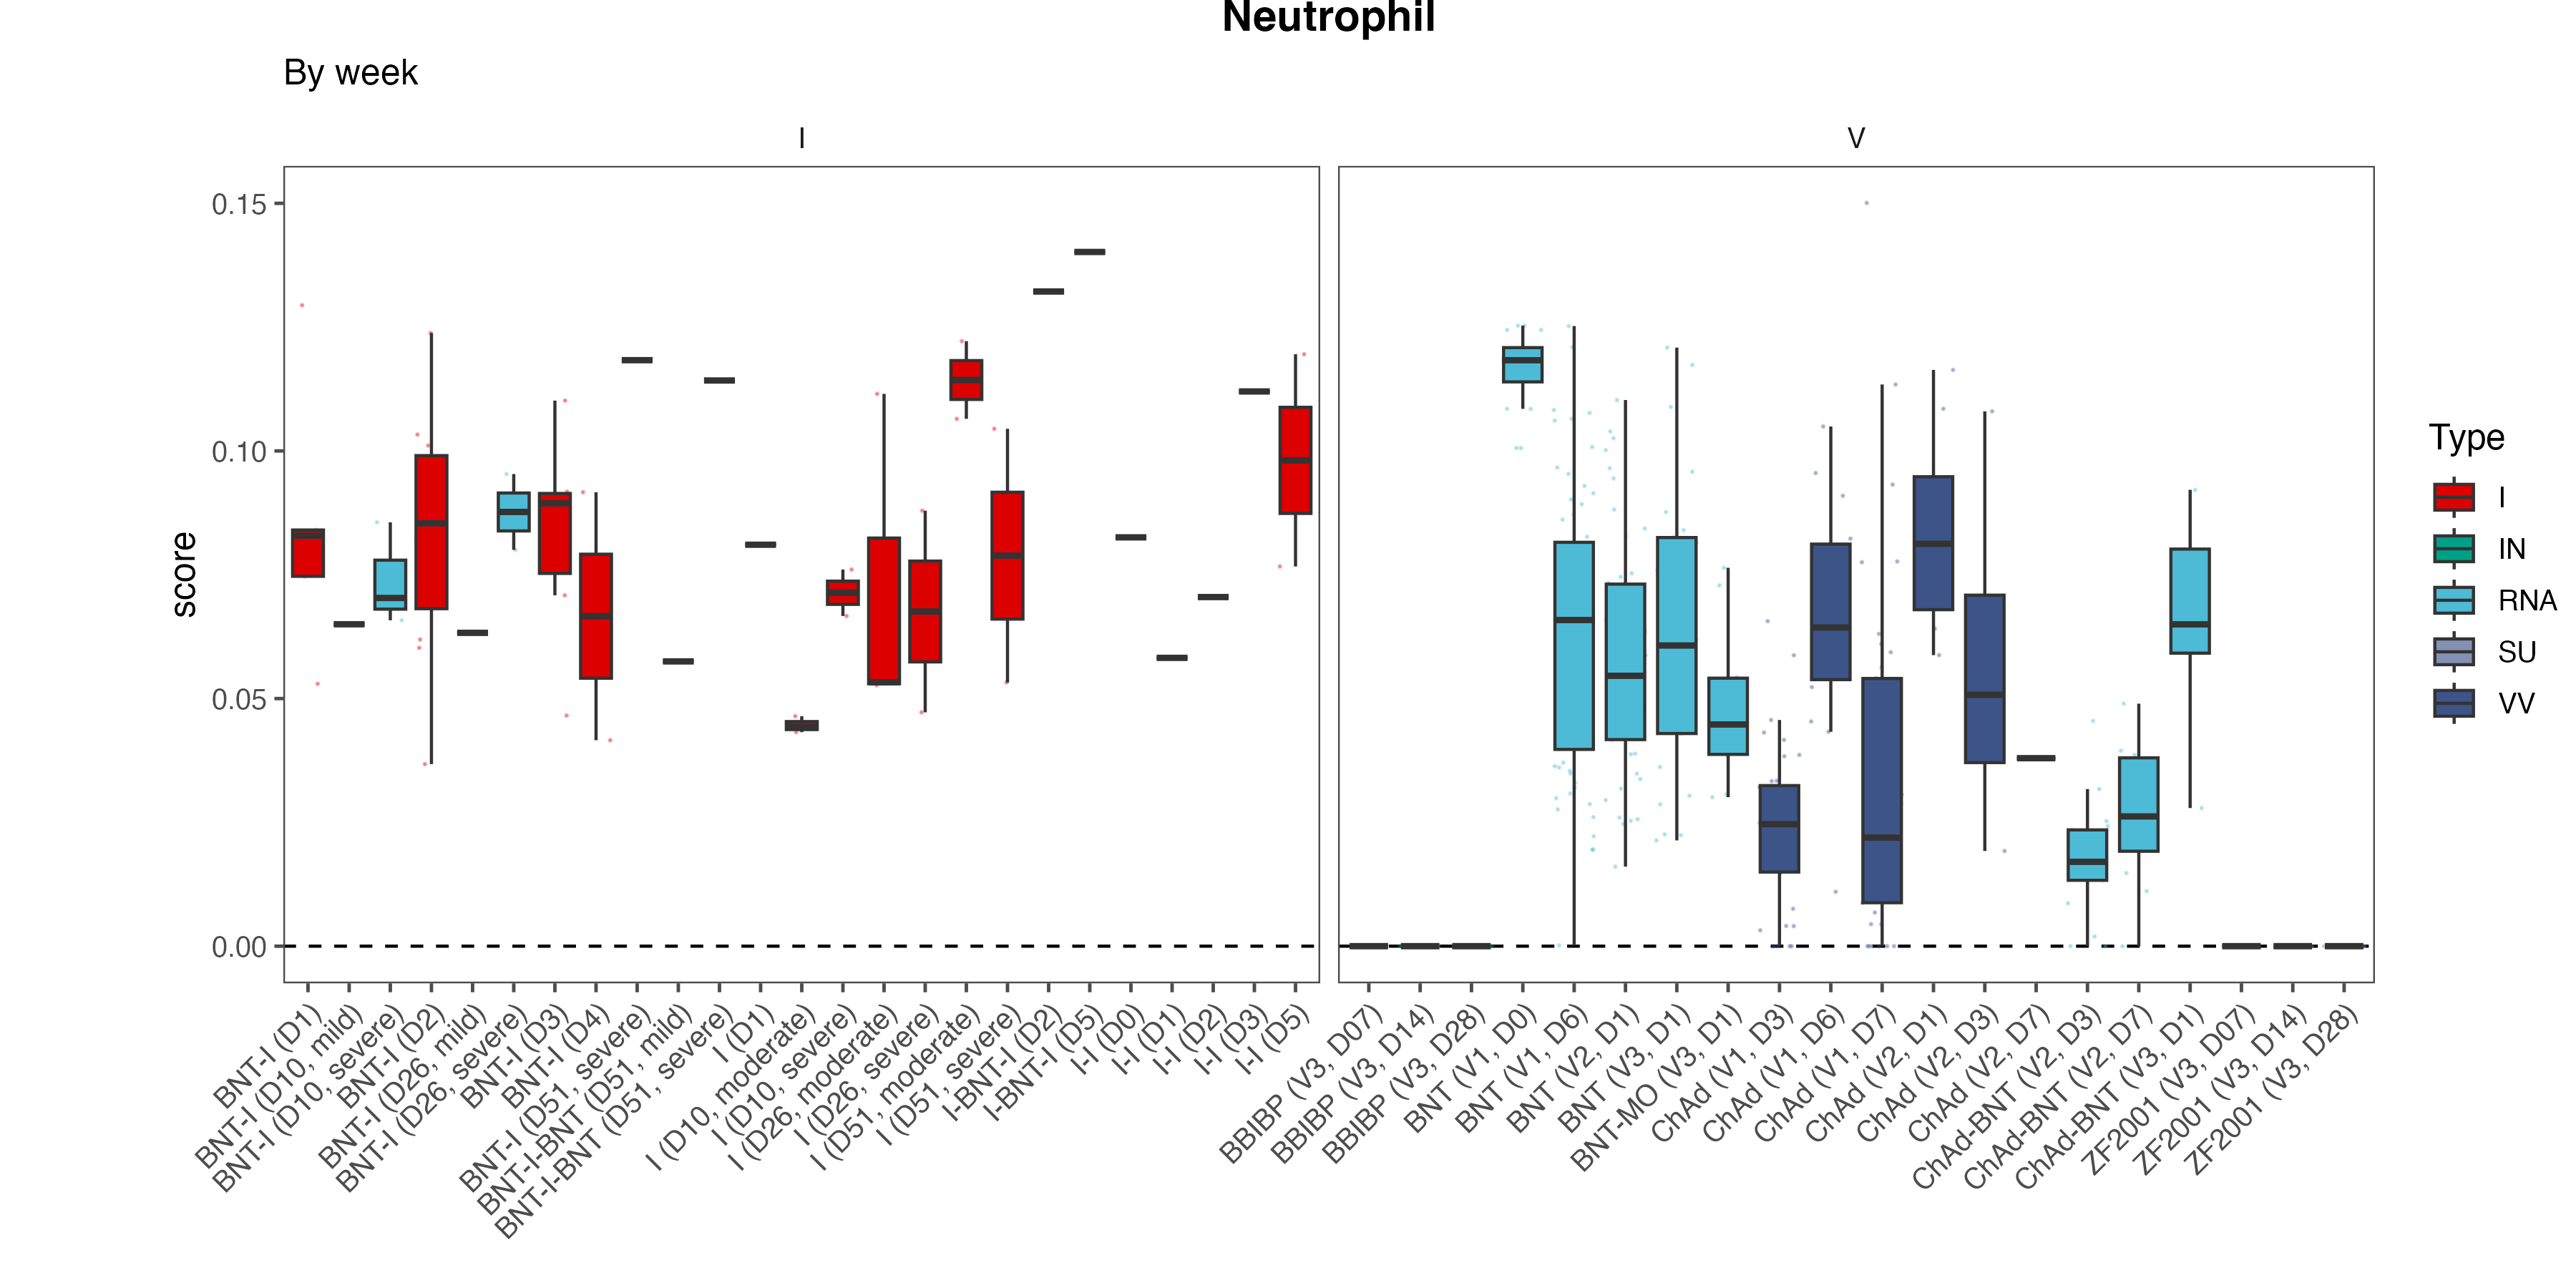 Neutrophil
By week
I
V
score
0.15
0.10
0.05
0.00
BNT-I (D1)
BNT-I (D10, mild)
BNT-I (D10, severe)
BNT-I (D2)
BNT-I (D26, mild)
BNT-I (D26, severe)
BNT-I (D3)
BNT-I (D4)
BNT-I (D51, severe)
BNT-I-BNT (D51, mild)
BNT-I-BNT (D51, severe)
I (D1)
I (D10, moderate)
I (D10, severe)
I (D26, moderate)
I (D26, severe)
I (D51, moderate)
I (D51, severe)
I-BNT-I (D2)
I-BNT-I (D5)
I-I (D0)
I-I (D1)
I-I (D2)
I-I (D3)
I-I (D5)
BBIBP (V3, D07)
BBIBP (V3, D14)
BBIBP (V3, D28)
BNT (V1, D0)
BNT (V1, D6)
BNT (V2, D1)
BNT (V3, D1)
BNT-MO (V3, D1)
ChAd (V1, D3)
ChAd (V1, D6)
ChAd (V1, D7)
ChAd (V2, D1)
ChAd (V2, D3)
ChAd (V2, D7)
ChAd-BNT (V2, D3)
ChAd-BNT (V2, D7)
ChAd-BNT (V3, D1)
ZF2001 (V3, D07)
ZF2001 (V3, D14)
ZF2001 (V3, D28)
Type
I
IN
RNA
SU
VV